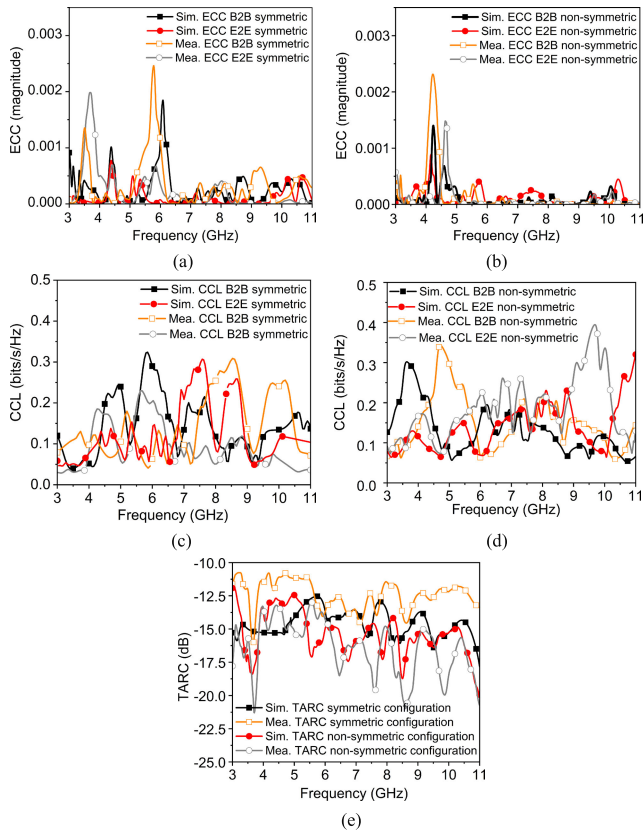 Sim. ECC B2B symmetric
Sim. ECC E2E symmetric
Mea. ECC B2B symmetric
Mea. ECC E2E symmetric
ECC (magnitude)
0.003
0.002
0.001
0.000
3 4 5 6 7 8 9 10 11
Frequency (GHz)
(a)
Sim. ECC B2B non-symmetric
Sim. ECC E2E non-symmetric
Mea. ECC B2B non-symmetric
Mea. ECC E2E non-symmetric
ECC (magnitude)
0.003
0.002
0.001
0.000
3 4 5 6 7 8 9 10 11
Frequency (GHz)
(b)
Sim. CCL B2B symmetric
Sim. CCL E2E symmetric
Mea. CCL B2B symmetric
Mea. CCL B2B symmetric
CCL (bits/s/Hz)
0.5
0.4
0.3
0.2
0.1
0.0
3 4 5 6 7 8 9 10 11
Frequency (GHz)
(c)
Sim. CCL B2B non-symmetric
Sim. CCL E2E non-symmetric
Mea. CCL B2B non-symmetric
Mea. CCL E2E non-symmetric
CCL (bits/s/Hz)
0.5
0.4
0.3
0.2
0.1
0.0
3 4 5 6 7 8 9 10 11
Frequency (GHz)
(d)
TARC (dB)
-10.0
-12.5
-15.0
-17.5
-20.0
-22.5
-25.0
Sim. TARC symmetric configuration
Mea. TARC symmetric configuration
Sim. TARC non-symmetric configuration
Mea. TARC non-symmetric configuration
3 4 5 6 7 8 9 10 11
Frequency (GHz)
(e)